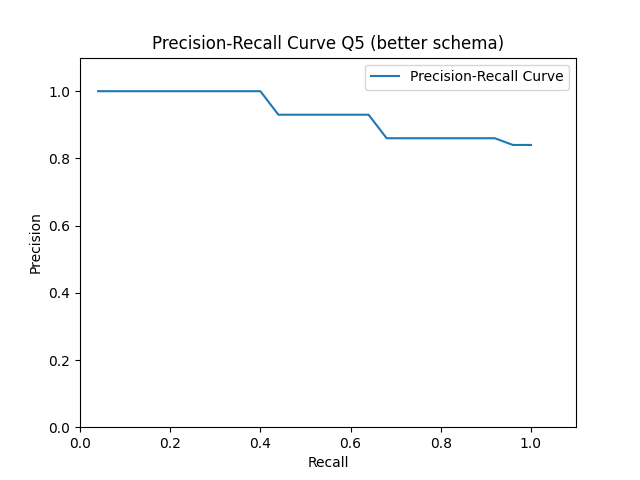 Precision-Recall Curve Q5 (better schema)
Precision-Recall Curve
1.0
0.8
0.6
0.4
0.2
0.0
Precision
0.0 0.2 0.4 0.6 0.8 1.0
Recall